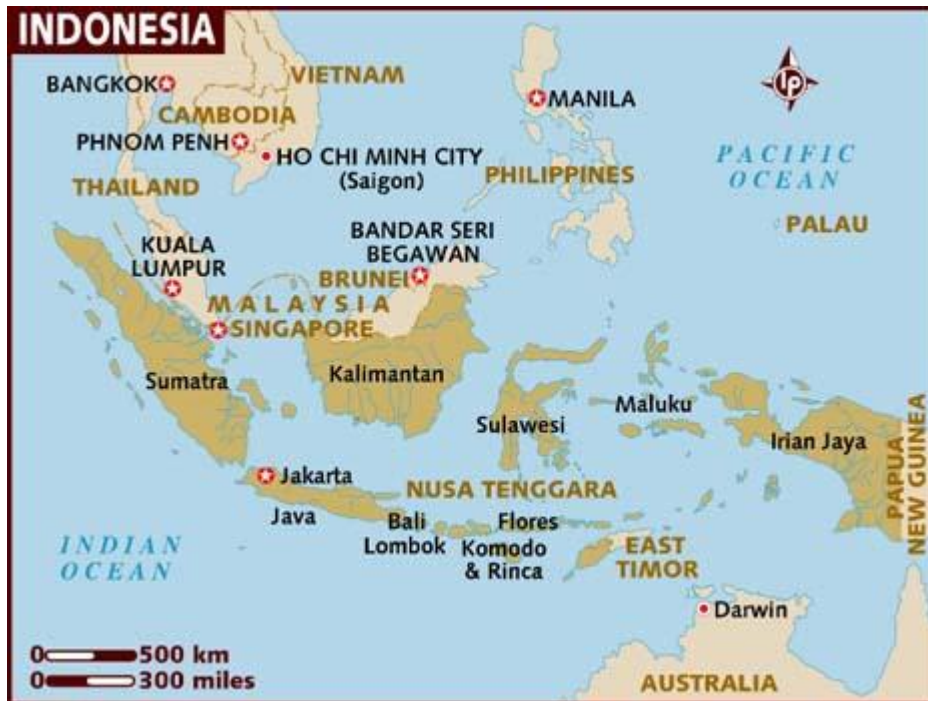 INDONESIA
BANGKOK
VIETNAM
CAMBODIA
PHNOM PENH
HO CHI MINH CITY
(Saigon)
THAILAND
MANILA
PHILIPPINES
lp
PACIFIC
OCEAN
PALAU
KUALA
LUMPUR
BANDAR SERI
BEGAWAN
BRUNEI
MALAYSIA
SINGAPORE
Sumatra
Kalimantan
Sulawesi
Maluku
Irian Jaya
PAPUA
NEW GUINEA
Jakarta
Java
NUSA TENGGARA
Bali
Lombok
Flores
Komodo
& Rinca
EAST
TIMOR
INDIAN
OCEAN
Darwin
AUSTRALIA
0 500 km
0 300 miles